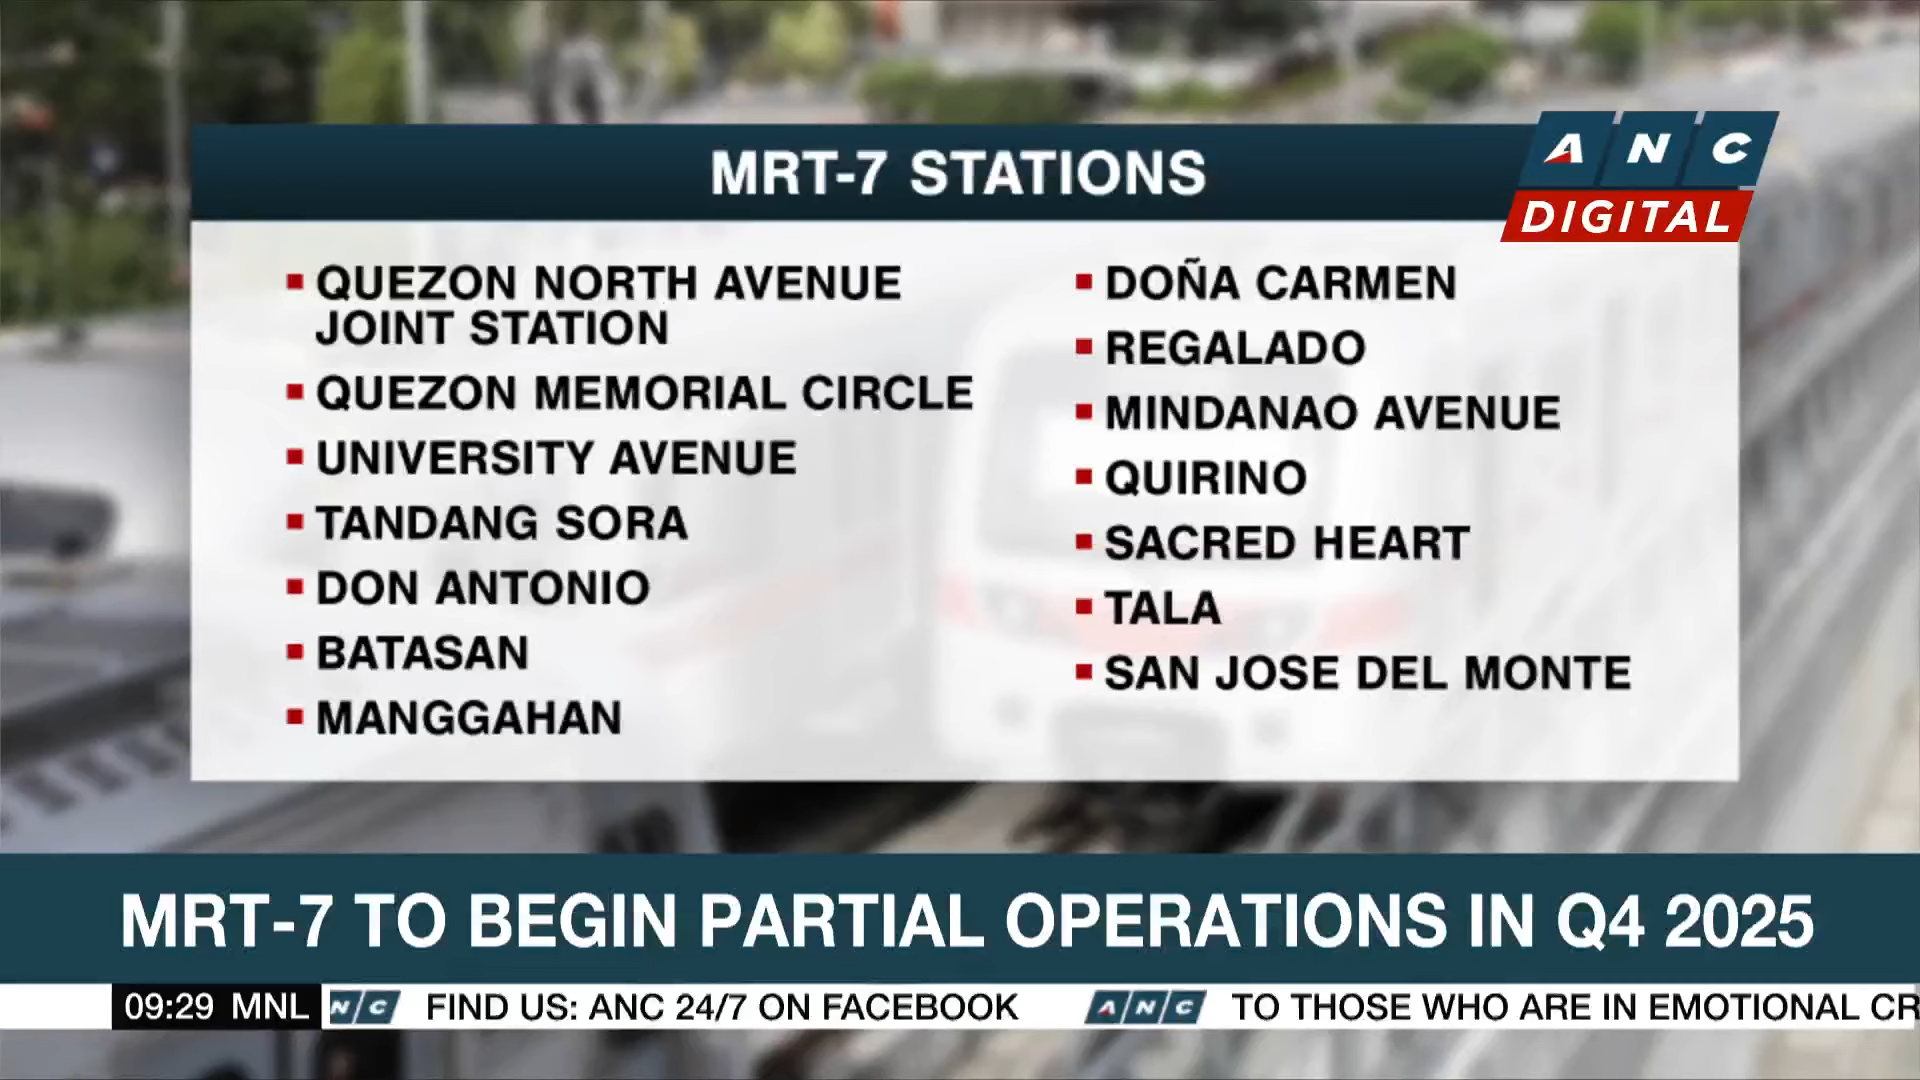 MRT-7 STATIONS
ANC
DIGITAL
QUEZON NORTH AVENUE
JOINT STATION
QUEZON MEMORIAL CIRCLE
UNIVERSITY AVENUE
TANDANG SORA
DON ANTONIO
BATASAN
MANGGAHAN
DOÑA CARMEN
REGALADO
MINDANAO AVENUE
QUIRINO
SACRED HEART
TALA
SAN JOSE DEL MONTE
MRT-7 TO BEGIN PARTIAL OPERATIONS IN Q4 2025
09:29 MNL NC FIND US: ANC 24/7 ON FACEBOOK ANC TO THOSE WHO ARE IN EMOTIONAL CR